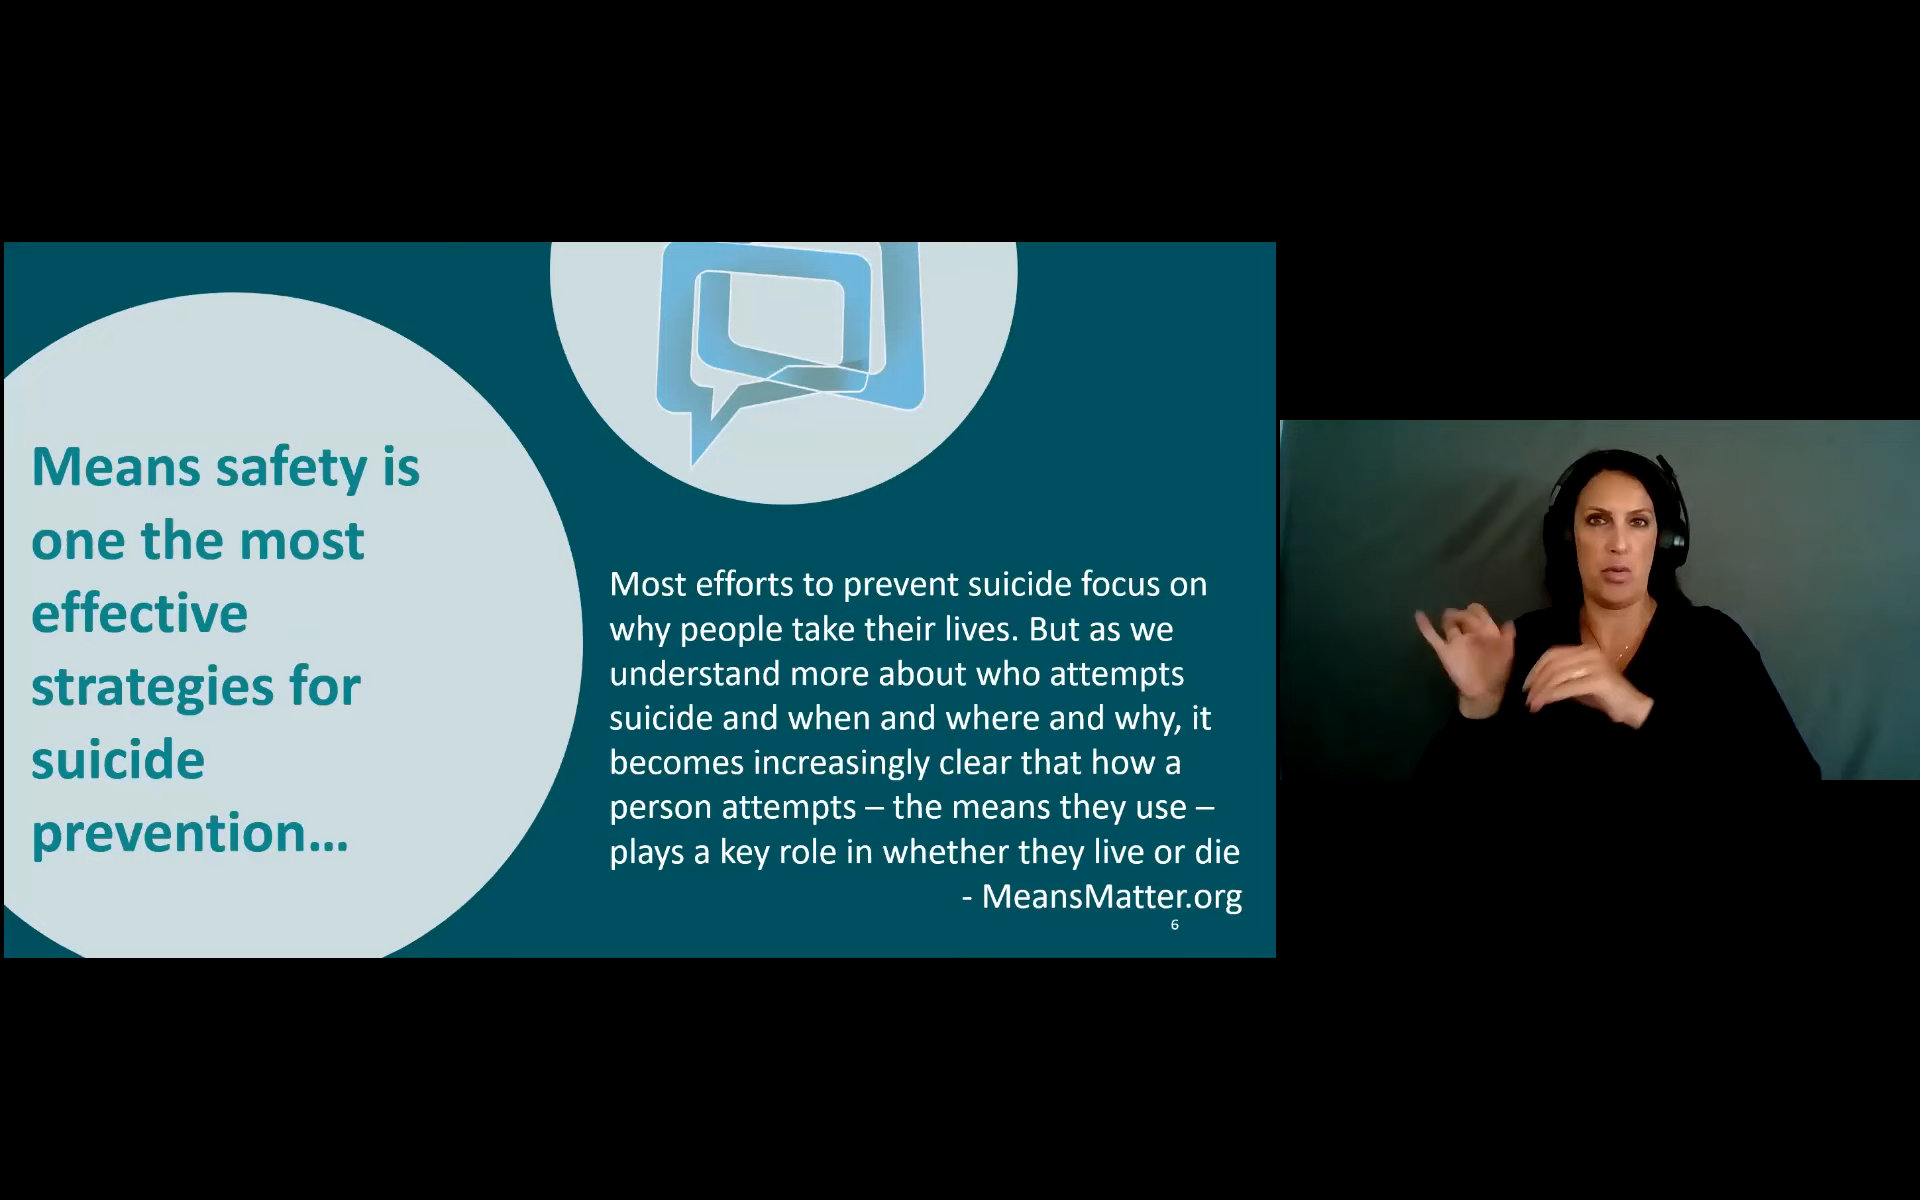 Means safety is
one the most
effective
strategies for
suicide
prevention…
Most efforts to prevent suicide focus on
why people take their lives. But as we
understand more about who attempts
suicide and when and where and why, it
becomes increasingly clear that how a
person attempts – the means they use –
plays a key role in whether they live or die
- MeansMatter.org
6